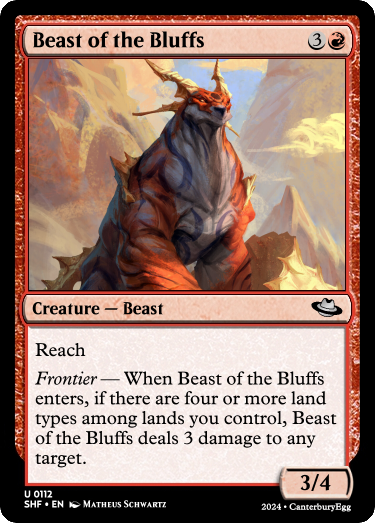 Beast of the Bluffs 3
Creature — Beast
Reach
Frontier — When Beast of the Bluffs
enters, if there are four or more land
types among lands you control, Beast
of the Bluffs deals 3 damage to any
target.
3/4
U 0112
SHF • EN Matheus Schwartz
2024 • CanterburyEgg